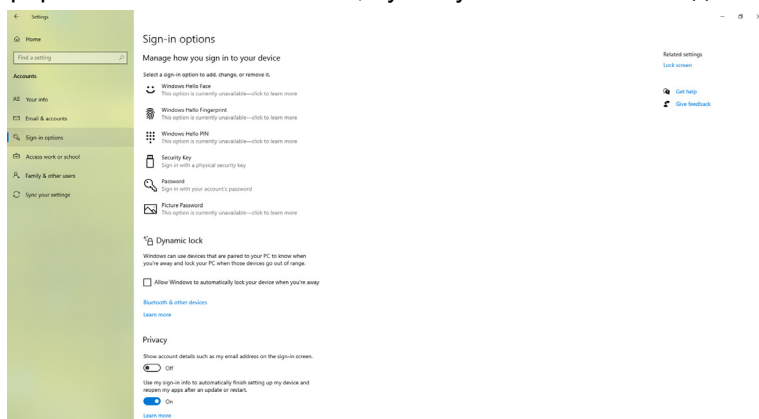 Settings
Home
Find a setting
Accounts
Your info
Email & accounts
Sign-in options
Access work or school
Family & other users
Sync your settings
Sign-in options
Manage how you sign in to your device
Select a sign-in option to add, change, or remove it.
Windows Hello Face
This option is currently unavailable—click to learn more
Windows Hello Fingerprint
This option is currently unavailable—click to learn more
Windows Hello PIN
This option is currently unavailable—click to learn more
Security Key
Sign in with a physical security key
Password
Sign in with your account's password
Picture Password
This option is currently unavailable—click to learn more
Dynamic lock
Windows can use devices that are paired to your PC to know when
you're away and lock your PC when those devices go out of range.
Allow Windows to automatically lock your device when you're away
Bluetooth & other devices
Learn more
Privacy
Show account details such as my email address on the sign-in screen.
Off
Use my sign-in info to automatically finish setting up my device and
reopen my apps after an update or restart.
On
Learn more
Related settings
Lock screen
Get help
Give feedback